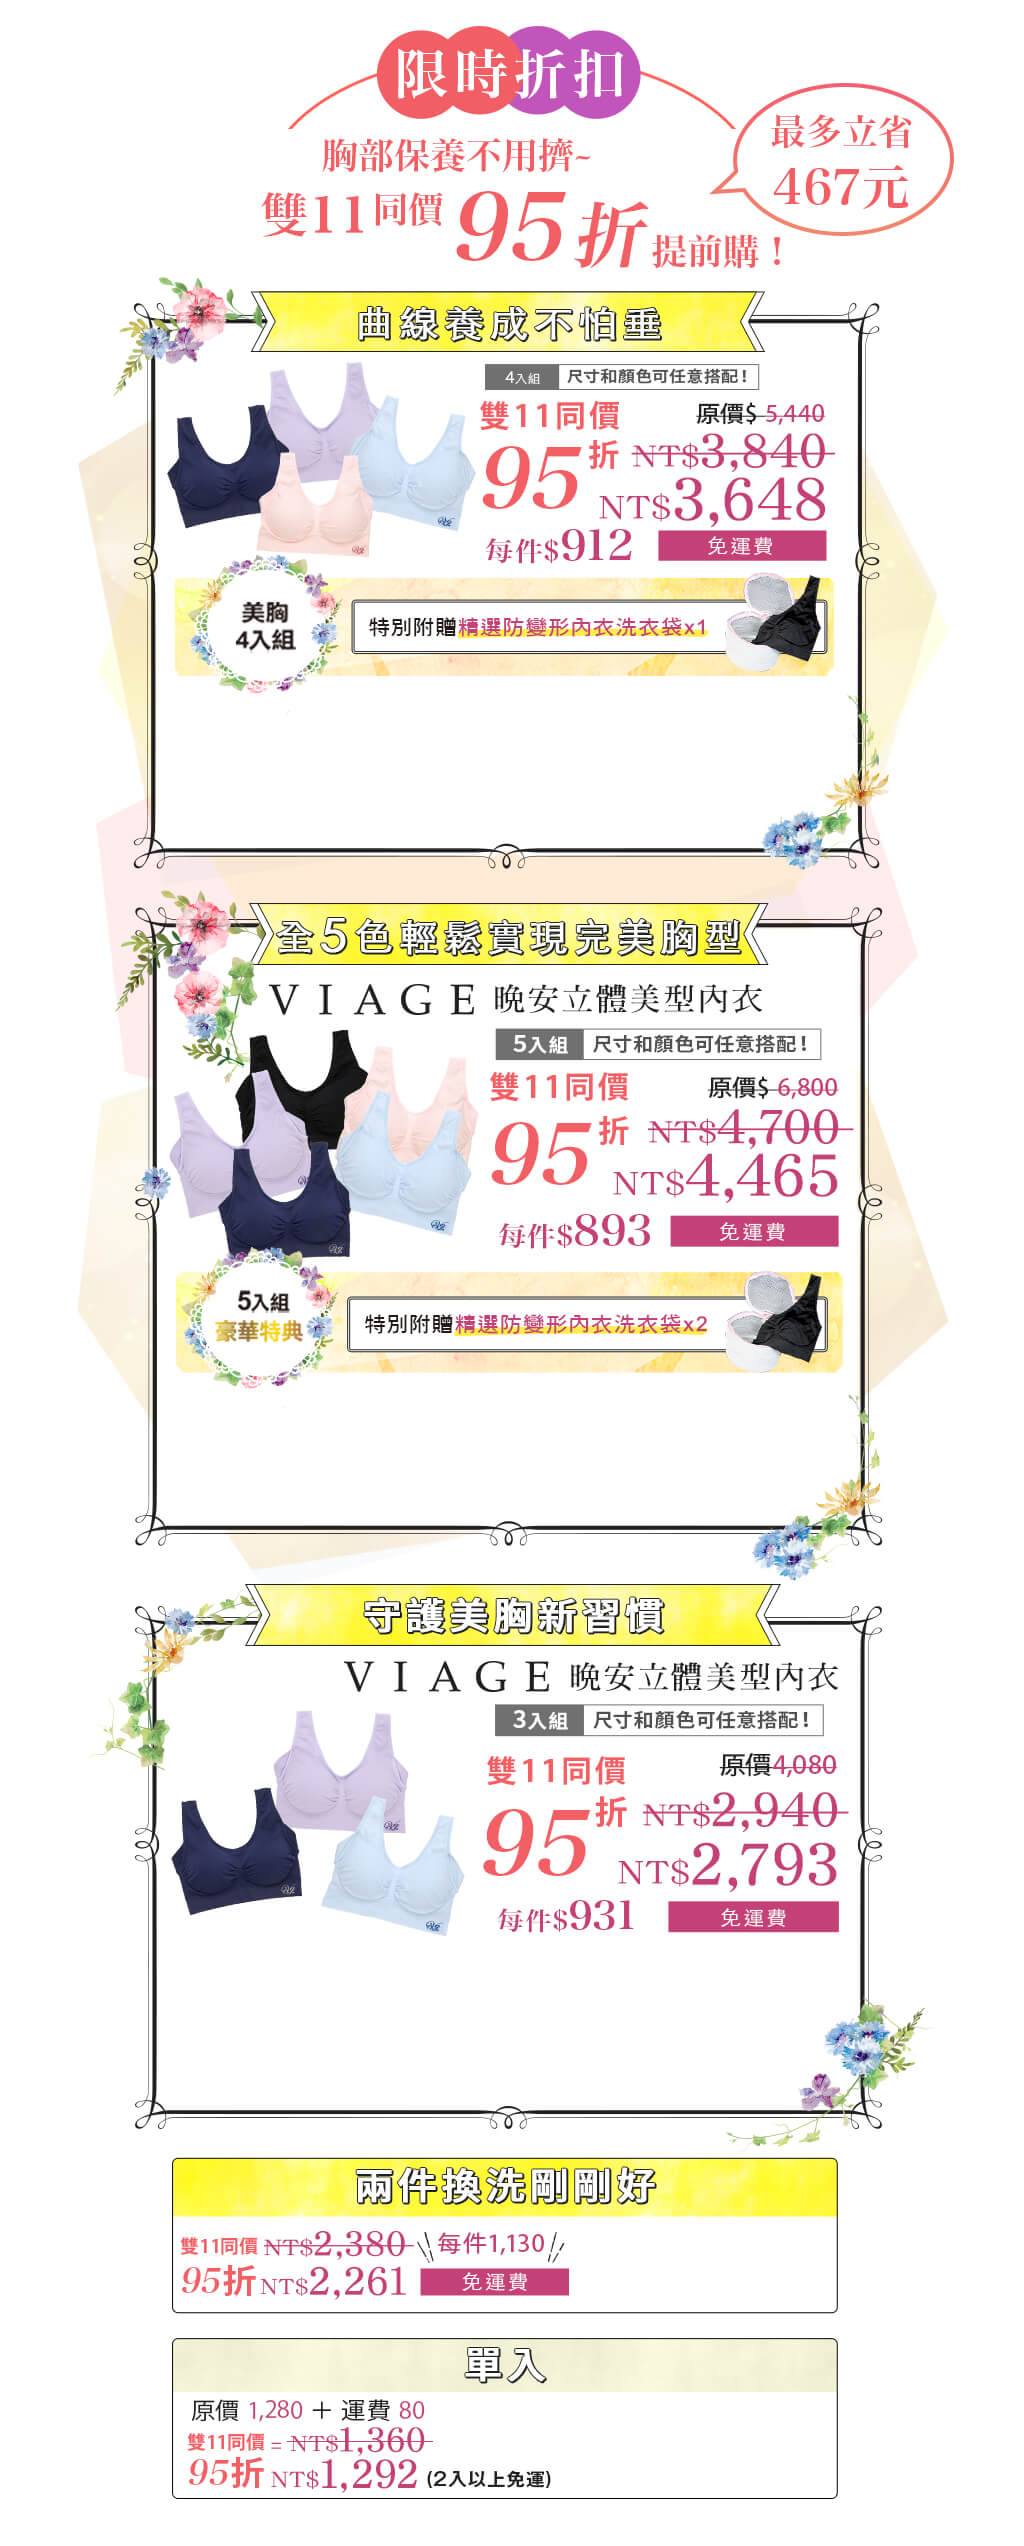 限時折扣
胸部保養不用擠~
雙11同價 95折 提前購！
最多立省
467元
曲線養成不怕垂
4入組 尺寸和顏色可任意搭配！
雙11同價
原價$ 5,440
95折
NT$3,840
NT$3,648
每件$912
免運費
美胸
4入組
特別附贈精選防變形內衣洗衣袋x1
全5色輕鬆實現完美胸型
VIAGE 晚安立體美型內衣
5入組 尺寸和顏色可任意搭配！
雙11同價
原價$ 6,800
95折
NT$4,700
NT$4,465
每件$893
免運費
5入組
豪華特典
特別附贈精選防變形內衣洗衣袋x2
守護美胸新習慣
VIAGE 晚安立體美型內衣
3入組 尺寸和顏色可任意搭配！
雙11同價
原價4,080
95折
NT$2,940
NT$2,793
每件$931
免運費
兩件換洗剛剛好
雙11同價 NT$2,380 \ 每件1,130 /
95折 NT$2,261 免運費
單入
原價 1,280 + 運費 80
雙11同價 = NT$1,360
95折 NT$1,292 (2入以上免運)